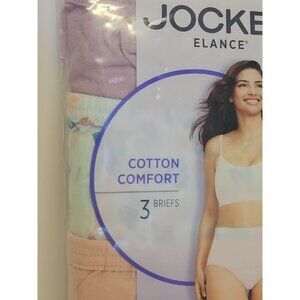 JOCKE
ELANCE®
COTTON
COMFORT
3 BRIEFS